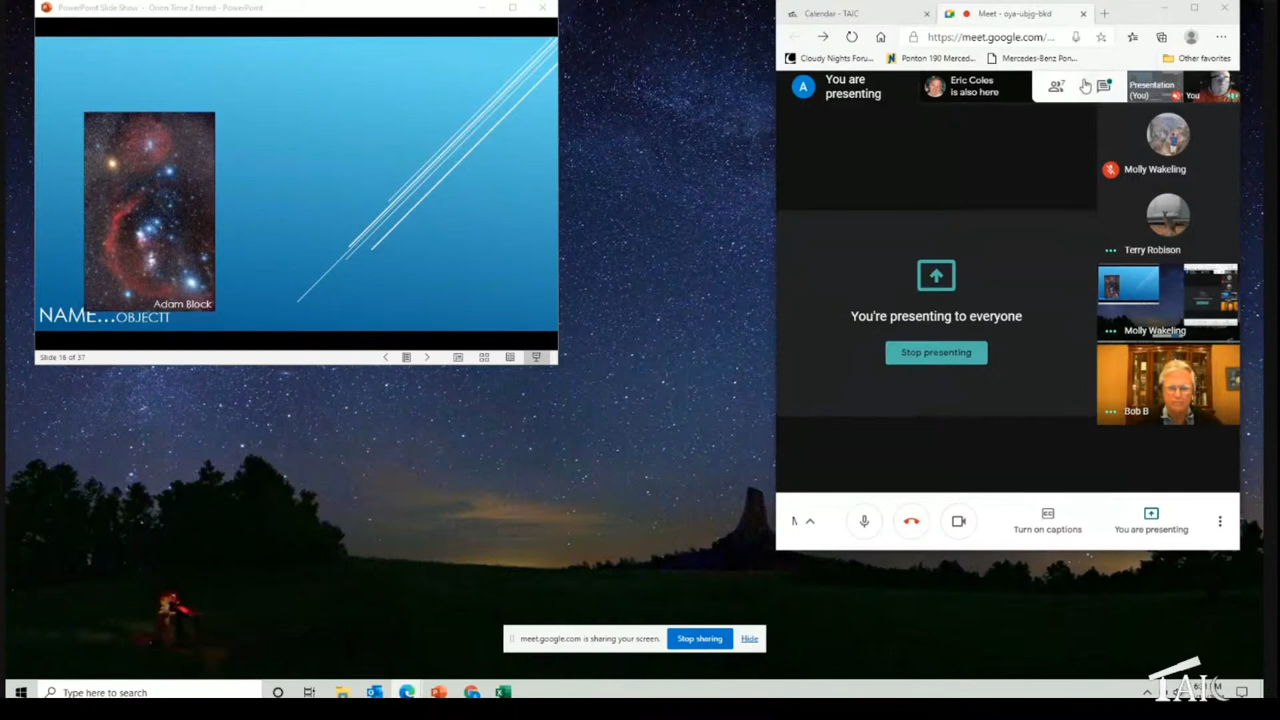 PowerPoint Slide Show - Orion Time 2 timed - PowerPoint
Adam Block
NAME...OBJECTT
Slide 16 of 37
Calendar - TAIC
Meet - oya-ubjg-bkd
https://meet.google.com/...
Cloudy Nights Foru...
Ponton 190 Merced...
Mercedes-Benz Pon...
Other favorites
A
You are
presenting
Eric Coles
is also here
Presentation
(You)
You
Molly Wakeling
Terry Robison
Molly Wakeling
Bob B
You're presenting to everyone
Stop presenting
Turn on captions
You are presenting
meet.google.com is sharing your screen.
Stop sharing
Hide
Type here to search
TAIC